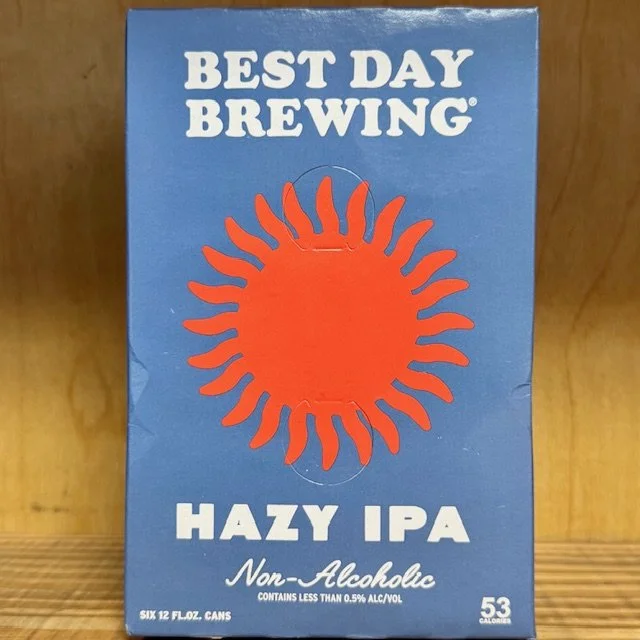 BEST DAY
BREWING®
HAZY IPA
Non-Alcoholic
CONTAINS LESS THAN 0.5% ALC/VOL
SIX 12 FL.OZ. CANS
53
CALORIES